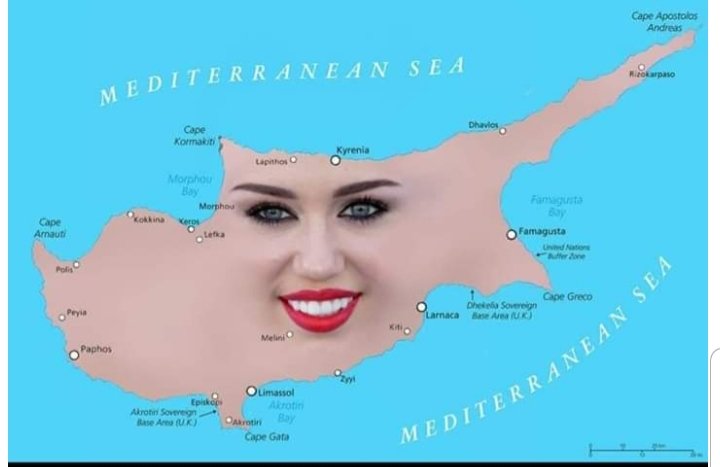 Cape Apostolos
Andreas
Rizokarpaso
MEDITERRANEAN SEA
Dhavlos
Cape
Kormakiti
Kyrenia
Lapithos
Morphou
Bay
Morphou
Famagusta
Bay
Kokkina
Xeros
Lefka
Cape
Arnauti
Famagusta
United Nations
Buffer Zone
Polis
Cape Greco
Dhekelia Sovereign
Base Area (U.K.)
Peyia
Larnaca
Kiti
Melini
Paphos
Zyyi
Limassol
Episkopi
Akrotiri
Bay
Akrotiri Sovereign
Base Area (U.K.)
Akrotiri
Cape Gata
MEDITERRANEAN SEA